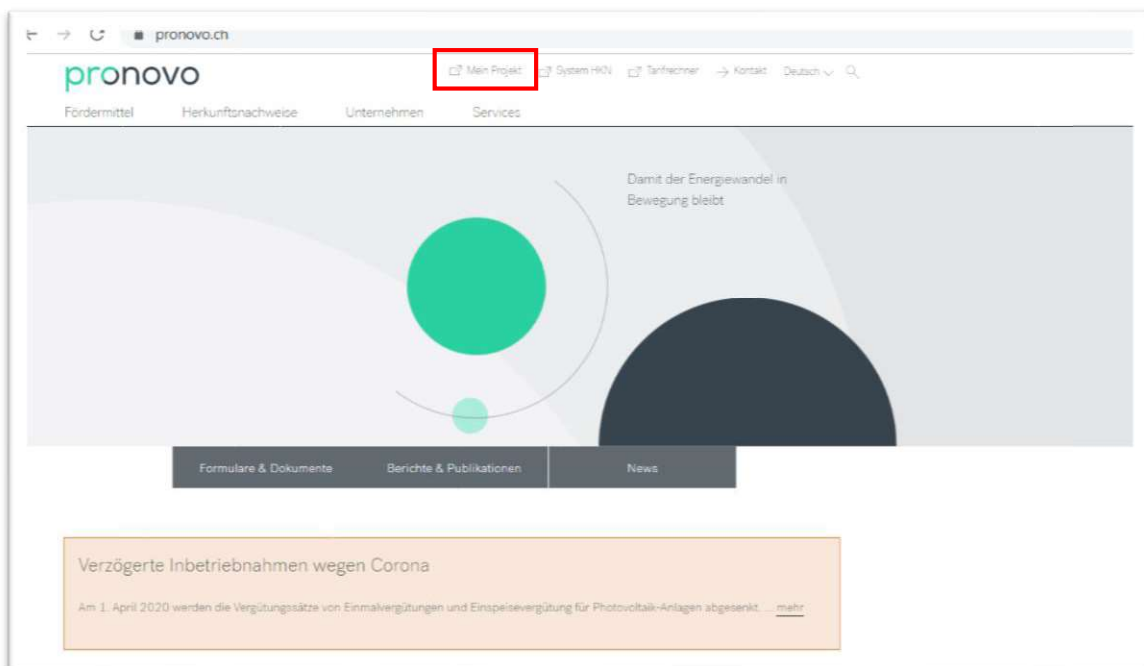 pronovo.ch
pronovo
Mein Projekt System HKN Tarifrechner Kontakt Deutsch
Fördermittel Herkunftsnachweise Unternehmen Services
Damit der Energiewandel in
Bewegung bleibt
Formulare & Dokumente Berichte & Publikationen News
Verzögerte Inbetriebnahmen wegen Corona
Am 1. April 2020 werden die Vergütungssätze von Einmalvergütungen und Einspeisevergütung für Photovoltaik-Anlagen abgesenkt. ... mehr